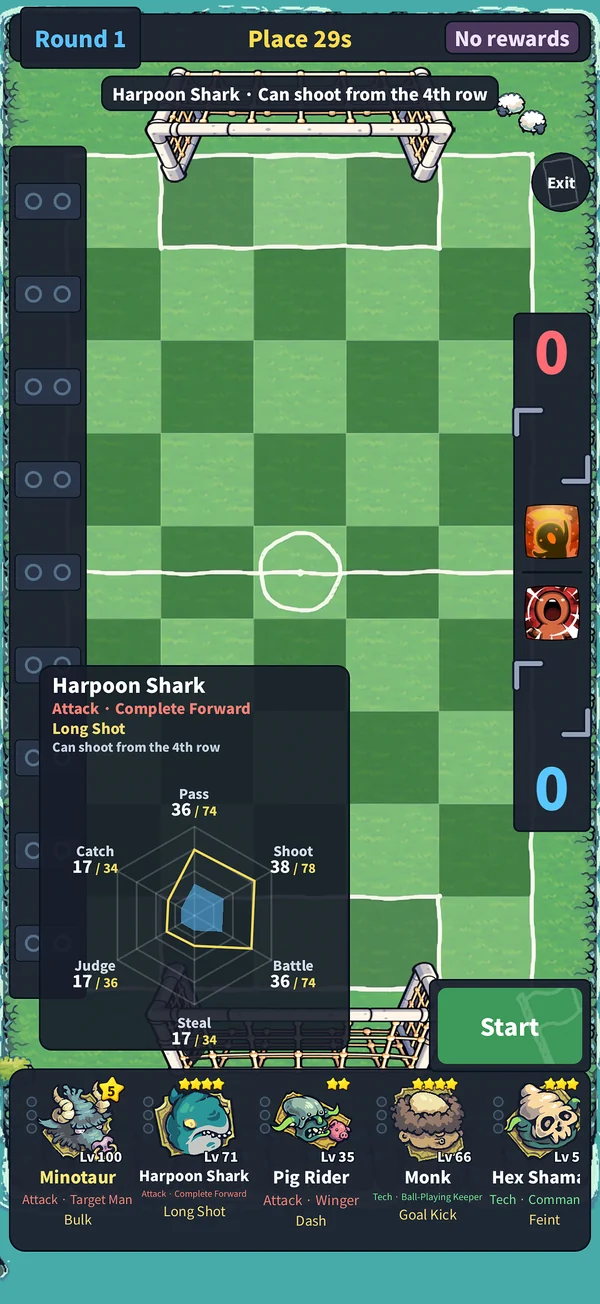 Round 1
Place 29s
No rewards
Harpoon Shark · Can shoot from the 4th row
Exit
0
0
Harpoon Shark
Attack · Complete Forward
Long Shot
Can shoot from the 4th row
Pass
36 / 74
Catch
17 / 34
Shoot
38 / 78
Judge
17 / 36
Battle
36 / 74
Steal
17 / 34
Start
5
Lv 100
Minotaur
Attack · Target Man
Bulk
Lv 71
Harpoon Shark
Attack · Complete Forward
Long Shot
Lv 35
Pig Rider
Attack · Winger
Dash
Lv 66
Monk
Tech · Ball-Playing Keeper
Goal Kick
Lv 5
Hex Shama
Tech · Comman
Feint